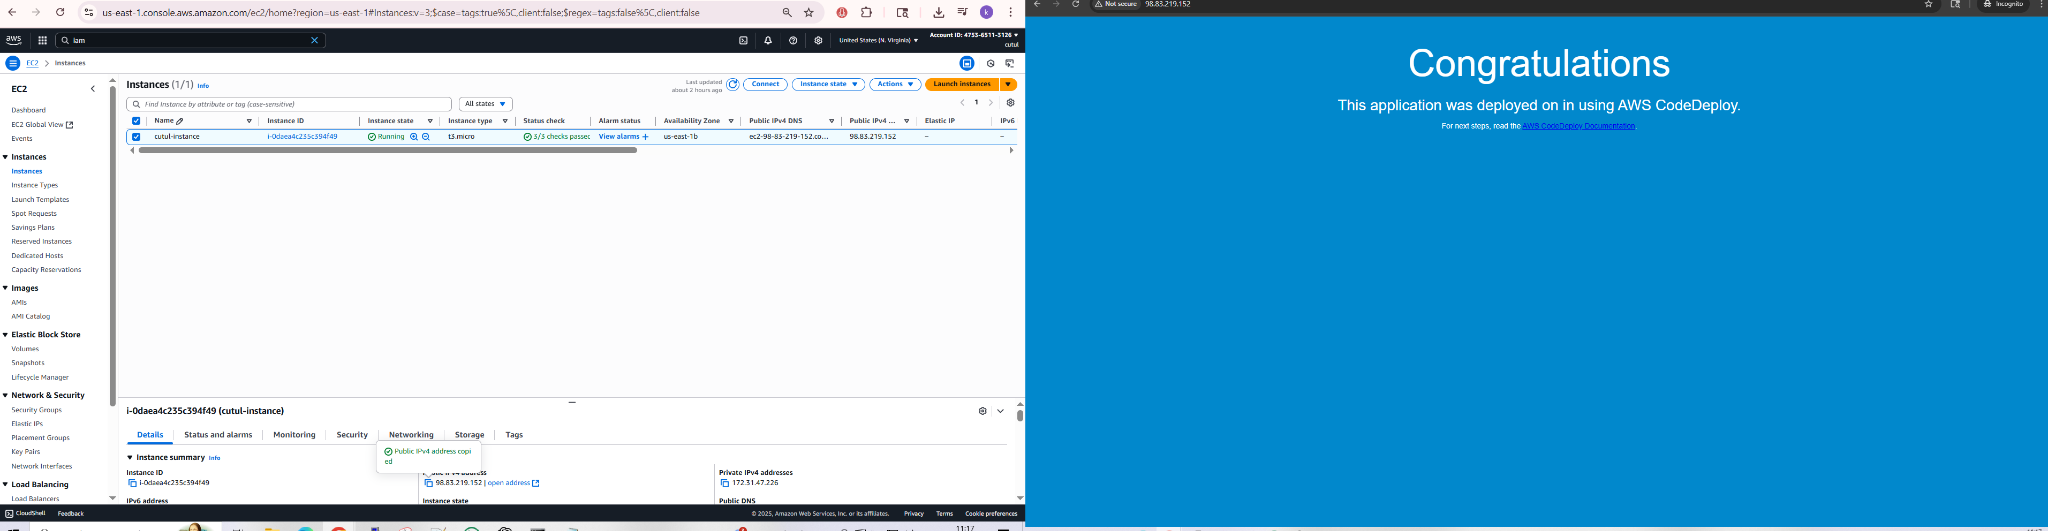 us-east-1.console.aws.amazon.com/ec2/home?region=us-east-1#Instances:v=3;$case=tags:true%5C,client:false;$regex=tags:false%5C,client:false
k
aws
iam
United States (N. Virginia)
Account ID: 4753-6511-3126
cutul
EC2 > Instances
EC2
Dashboard
EC2 Global View
Events
Instances
Instances
Instance Types
Launch Templates
Spot Requests
Savings Plans
Reserved Instances
Dedicated Hosts
Capacity Reservations
Images
AMIs
AMI Catalog
Elastic Block Store
Volumes
Snapshots
Lifecycle Manager
Network & Security
Security Groups
Elastic IPs
Placement Groups
Key Pairs
Network Interfaces
Load Balancing
Load Balancers
Instances (1/1) Info
Last updated
about 2 hours ago
Connect
Instance state
Actions
Launch instances
Find Instance by attribute or tag (case-sensitive)
All states
1
Name Instance ID Instance state Instance type Status check Alarm status Availability Zone Public IPv4 DNS Public IPv4 ... Elastic IP IPv6
cutul-instance i-0daea4c235c394f49 Running t3.micro 3/3 checks passec View alarms + us-east-1b ec2-98-83-219-152.co... 98.83.219.152 – –
i-0daea4c235c394f49 (cutul-instance)
Details Status and alarms Monitoring Security Networking Storage Tags
Public IPv4 address copi
ed
Instance summary Info
Instance ID
i-0daea4c235c394f49
98.83.219.152 | open address
Private IPv4 addresses
172.31.47.226
IPv6 address
Instance state
Public DNS
CloudShell Feedback
© 2025, Amazon Web Services, Inc. or its affiliates. Privacy Terms Cookie preferences
11:17
Not secure 98.83.219.152
Incognito
Congratulations
This application was deployed on in using AWS CodeDeploy.
For next steps, read the AWS CodeDeploy Documentation.